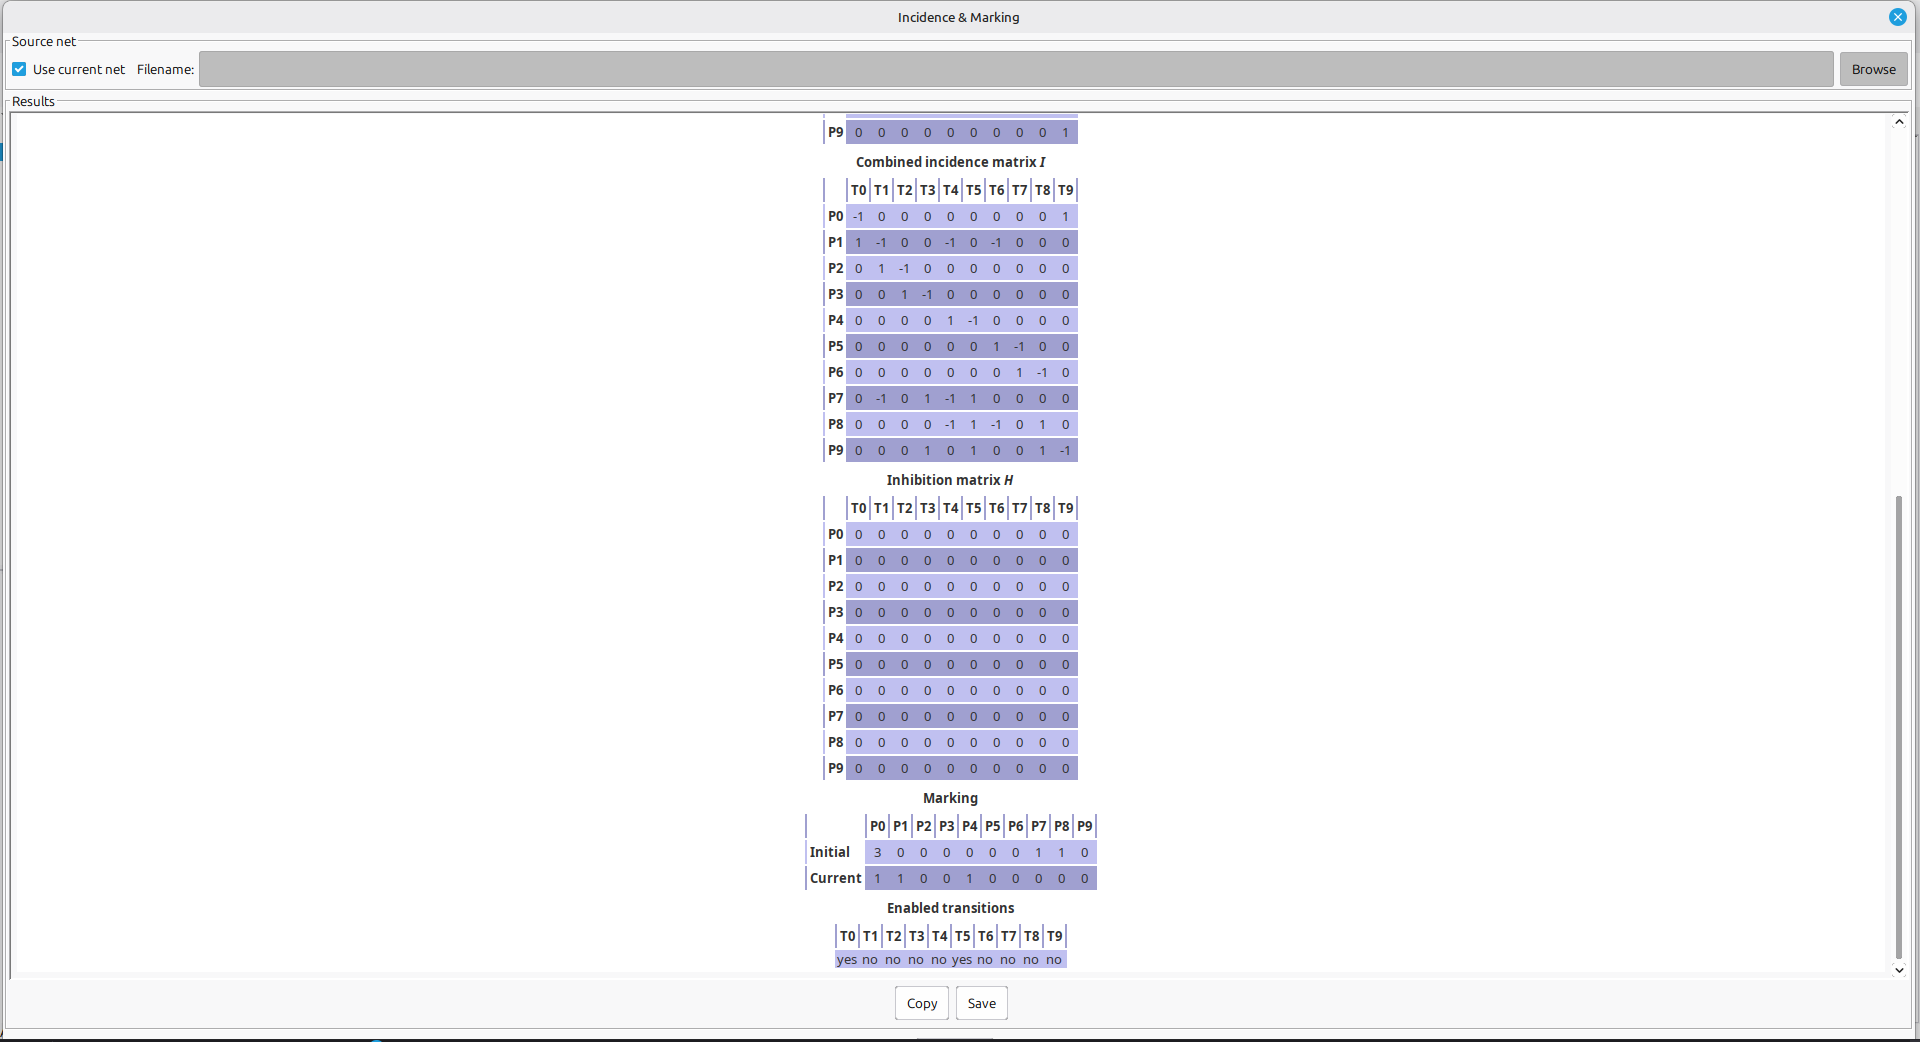 Incidence & Marking
Source net
Use current net Filename: Browse
Results
P9 0 0 0 0 0 0 0 0 0 1
Combined incidence matrix I
T0 T1 T2 T3 T4 T5 T6 T7 T8 T9
P0 -1 0 0 0 0 0 0 0 0 1
P1 1 -1 0 0 -1 0 -1 0 0 0
P2 0 1 -1 0 0 0 0 0 0 0
P3 0 0 1 -1 0 0 0 0 0 0
P4 0 0 0 0 1 -1 0 0 0 0
P5 0 0 0 0 0 0 1 -1 0 0
P6 0 0 0 0 0 0 0 1 -1 0
P7 0 -1 0 1 -1 1 0 0 0 0
P8 0 0 0 0 -1 1 -1 0 1 0
P9 0 0 0 1 0 1 0 0 1 -1
Inhibition matrix H
T0 T1 T2 T3 T4 T5 T6 T7 T8 T9
P0 0 0 0 0 0 0 0 0 0 0
P1 0 0 0 0 0 0 0 0 0 0
P2 0 0 0 0 0 0 0 0 0 0
P3 0 0 0 0 0 0 0 0 0 0
P4 0 0 0 0 0 0 0 0 0 0
P5 0 0 0 0 0 0 0 0 0 0
P6 0 0 0 0 0 0 0 0 0 0
P7 0 0 0 0 0 0 0 0 0 0
P8 0 0 0 0 0 0 0 0 0 0
P9 0 0 0 0 0 0 0 0 0 0
Marking
P0 P1 P2 P3 P4 P5 P6 P7 P8 P9
Initial 3 0 0 0 0 0 0 1 1 0
Current 1 1 0 0 1 0 0 0 0 0
Enabled transitions
T0 T1 T2 T3 T4 T5 T6 T7 T8 T9
yes no no no no yes no no no no
Copy Save